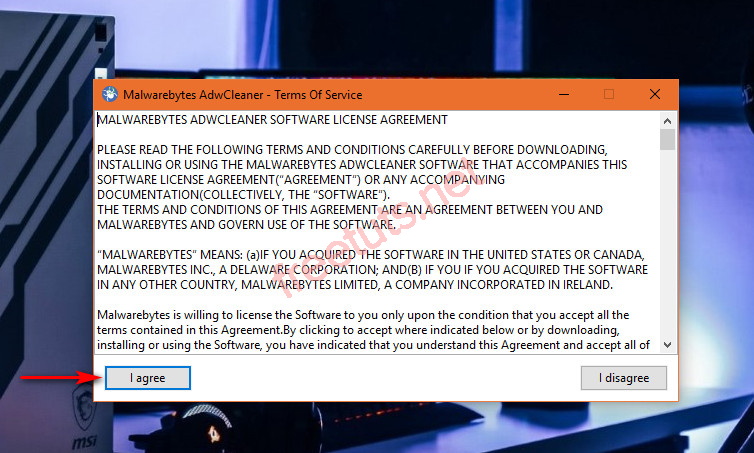 Malwarebytes AdwCleaner - Terms Of Service
MALWAREBYTES ADWCLEANER SOFTWARE LICENSE AGREEMENT
PLEASE READ THE FOLLOWING TERMS AND CONDITIONS CAREFULLY BEFORE DOWNLOADING,
INSTALLING OR USING THE MALWAREBYTES ADWCLEANER SOFTWARE THAT ACCOMPANIES THIS
SOFTWARE LICENSE AGREEMENT("AGREEMENT") OR ANY ACCOMPANYING
DOCUMENTATION(COLLECTIVELY, THE "SOFTWARE").
THE TERMS AND CONDITIONS OF THIS AGREEMENT ARE AN AGREEMENT BETWEEN YOU AND
MALWAREBYTES AND GOVERN USE OF THE SOFTWARE.
"MALWAREBYTES" MEANS: (a)IF YOU ACQUIRED THE SOFTWARE IN THE UNITED STATES OR CANADA,
MALWAREBYTES INC., A DELAWARE CORPORATION; AND(B) IF YOU IF YOU ACQUIRED THE SOFTWARE
IN ANY OTHER COUNTRY, MALWAREBYTES LIMITED, A COMPANY INCORPORATED IN IRELAND.
Malwarebytes is willing to license the Software to you only upon the condition that you accept all the
terms contained in this Agreement.By clicking to accept where indicated below or by downloading,
installing or using the Software, you have indicated that you understand this Agreement and accept all of
freetuts.net
I agree
I disagree
msi